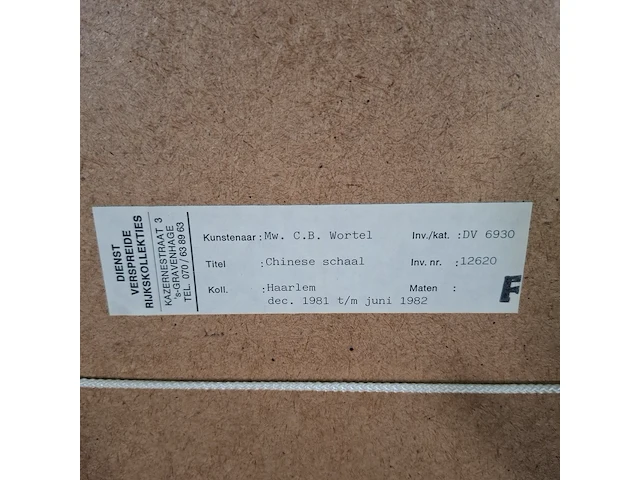 DIENST
VERSPREIDE
RIJKSKOLLEKTIES
KAZERNESTRAAT 3
's-GRAVENHAGE
TEL. 070 / 63 89 63
Kunstenaar : Mw. C.B. Wortel Inv./kat. : DV 6930
Titel : Chinese schaal Inv. nr. : 12620
Koll. : Haarlem Maten :
dec. 1981 t/m juni 1982